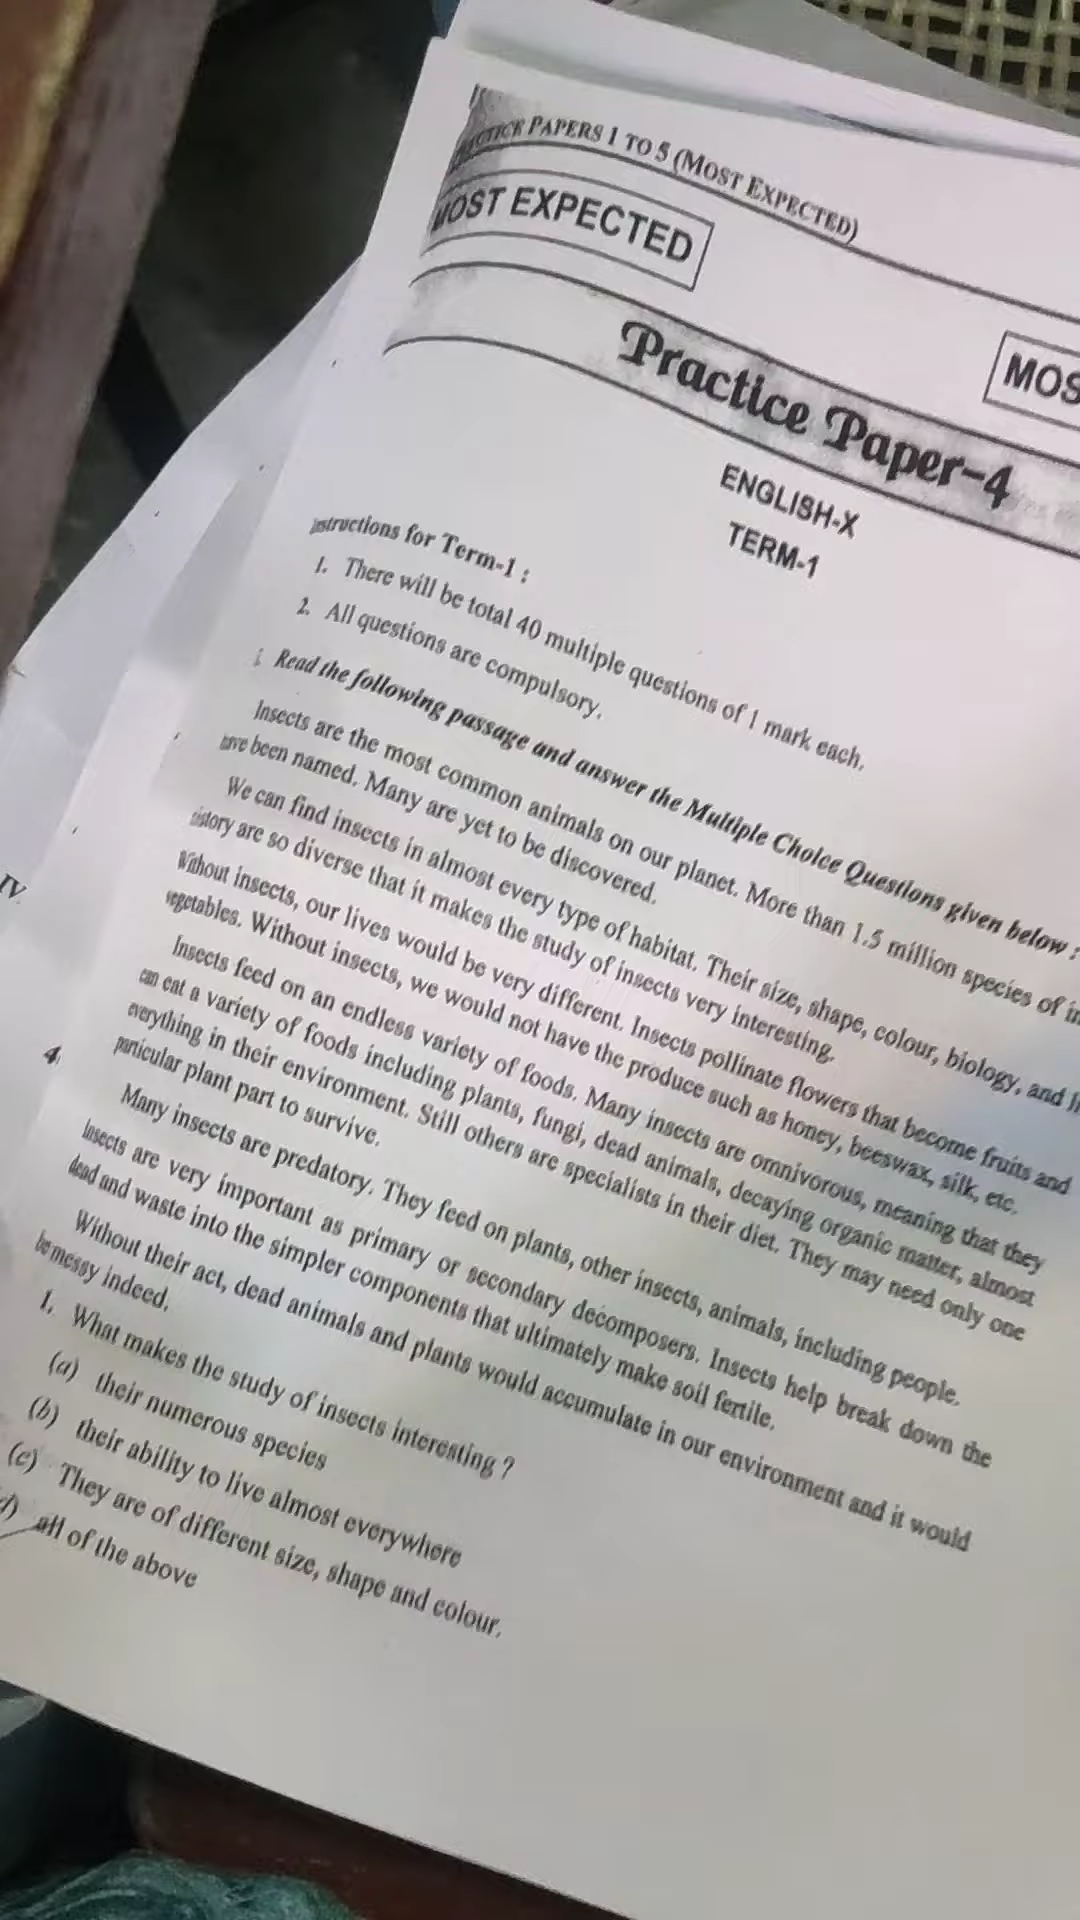 PRACTICE PAPERS 1 TO 5 (MOST EXPECTED)
MOST EXPECTED
MOS
Practice Paper-4
ENGLISH-X
TERM-1
Instructions for Term-1 :
1. There will be total 40 multiple questions of 1 mark each.
2. All questions are compulsory.
Read the following passage and answer the Multiple Choice Questions given below :
Insects are the most common animals on our planet. More than 1.5 million species of
have been named. Many are yet to be discovered.
We can find insects in almost every type of habitat. Their size, shape, colour, biology, and
history are so diverse that it makes the study of insects very interesting.
Without insects, our lives would be very different. Insects pollinate flowers that become fruits and
vegetables. Without insects, we would not have the produce such as honey, beeswax, silk, etc.
Insects feed on an endless variety of foods. Many insects are omnivorous, meaning that they
can eat a variety of foods including plants, fungi, dead animals, decaying organic matter, almost
everything in their environment. Still others are specialists in their diet. They may need only one
particular plant part to survive.
Many insects are predatory. They feed on plants, other insects, animals, including people.
Insects are very important as primary or secondary decomposers. Insects help break down the
dead and waste into the simpler components that ultimately make soil fertile.
Without their act, dead animals and plants would accumulate in our environment and it would
be messy indeed.
1. What makes the study of insects interesting ?
(a) their numerous species
(b) their ability to live almost everywhere
(c) They are of different size, shape and colour.
(d) all of the above
IV
4